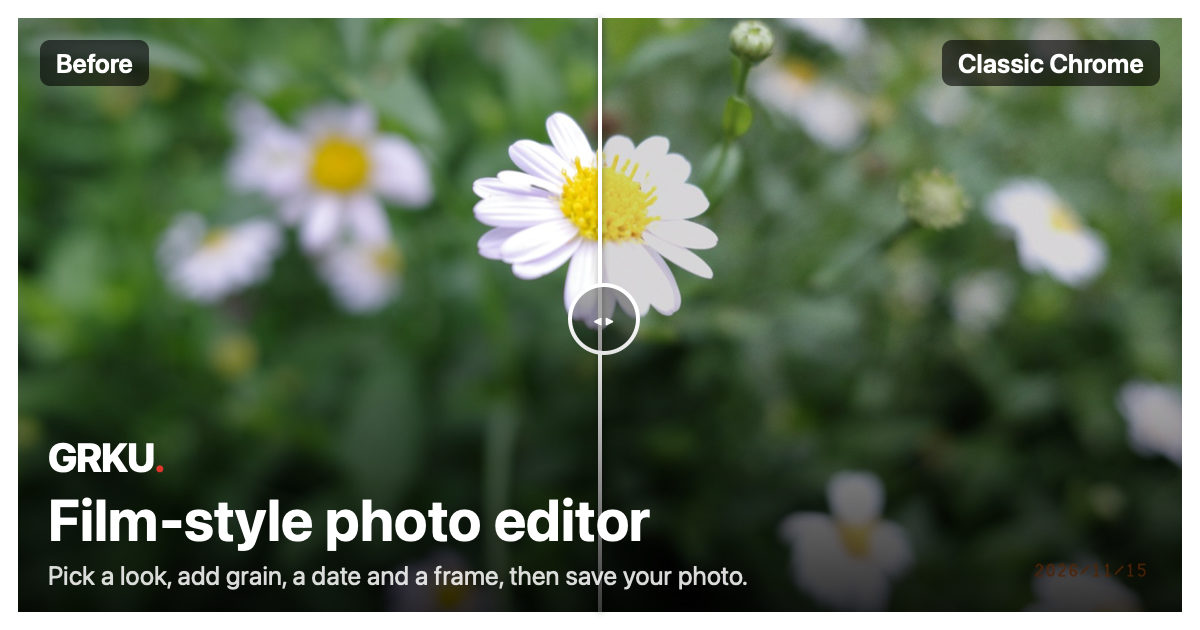 Before
Classic Chrome
GRKU.
Film-style photo editor
Pick a look, add grain, a date and a frame, then save your photo.
2026/11/15